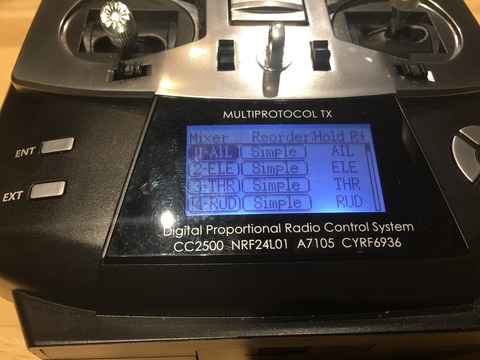 MULTIPROTOCOL TX
Mixer Reorder:Hold R+
1-AIL Simple AIL
2-ELE Simple ELE
3-THR Simple THR
4-RUD Simple RUD
ENT
EXT
Digital Proportional Radio Control System
CC2500 NRF24L01 A7105 CYRF6936